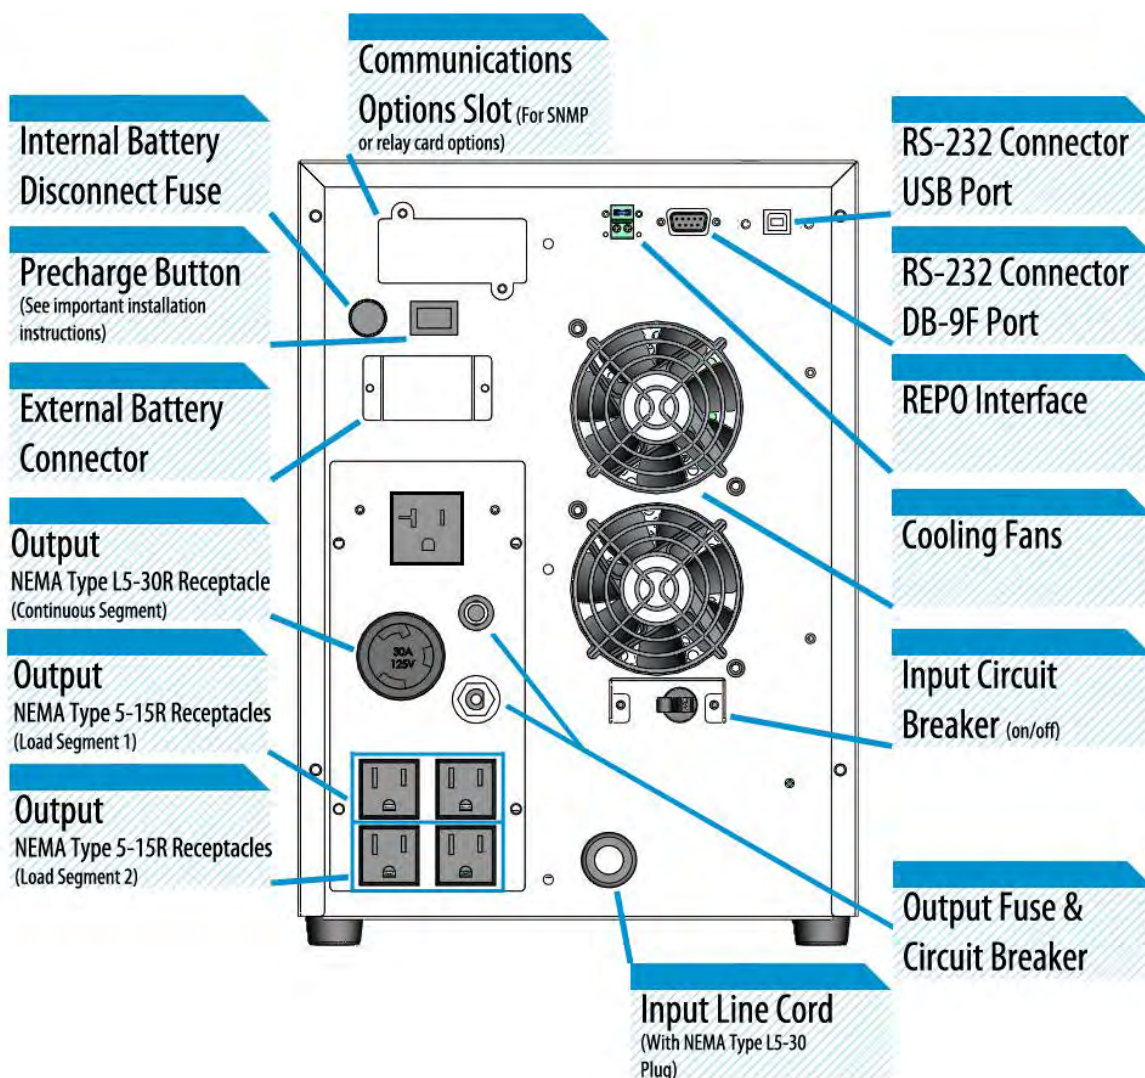 Communications
Options Slot (For SNMP
or relay card options)
Internal Battery
Disconnect Fuse
Precharge Button
(See important installation
instructions)
External Battery
Connector
Output
NEMA Type L5-30R Receptacle
(Continuous Segment)
Output
NEMA Type 5-15R Receptacles
(Load Segment 1)
Output
NEMA Type 5-15R Receptacles
(Load Segment 2)
30A
125V
RS-232 Connector
USB Port
RS-232 Connector
DB-9F Port
REPO Interface
Cooling Fans
Input Circuit
Breaker (on/off)
Output Fuse &
Circuit Breaker
Input Line Cord
(With NEMA Type L5-30
Plug)